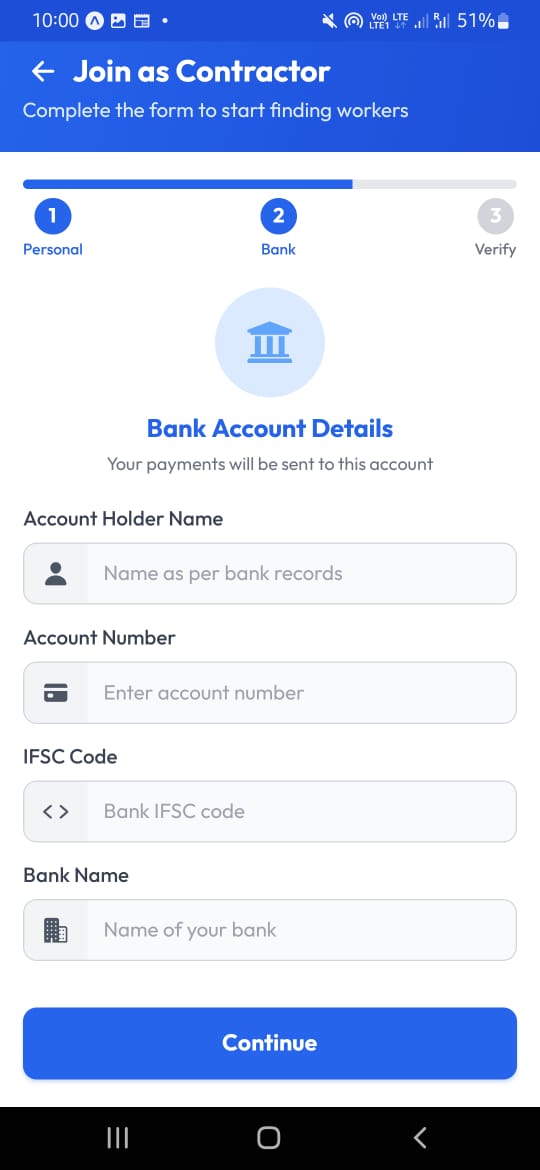 10:00
Vo)) LTE
LTE1
R
51%
Join as Contractor
Complete the form to start finding workers
1
2
3
Personal
Bank
Verify
Bank Account Details
Your payments will be sent to this account
Account Holder Name
Name as per bank records
Account Number
Enter account number
IFSC Code
Bank IFSC code
Bank Name
Name of your bank
Continue